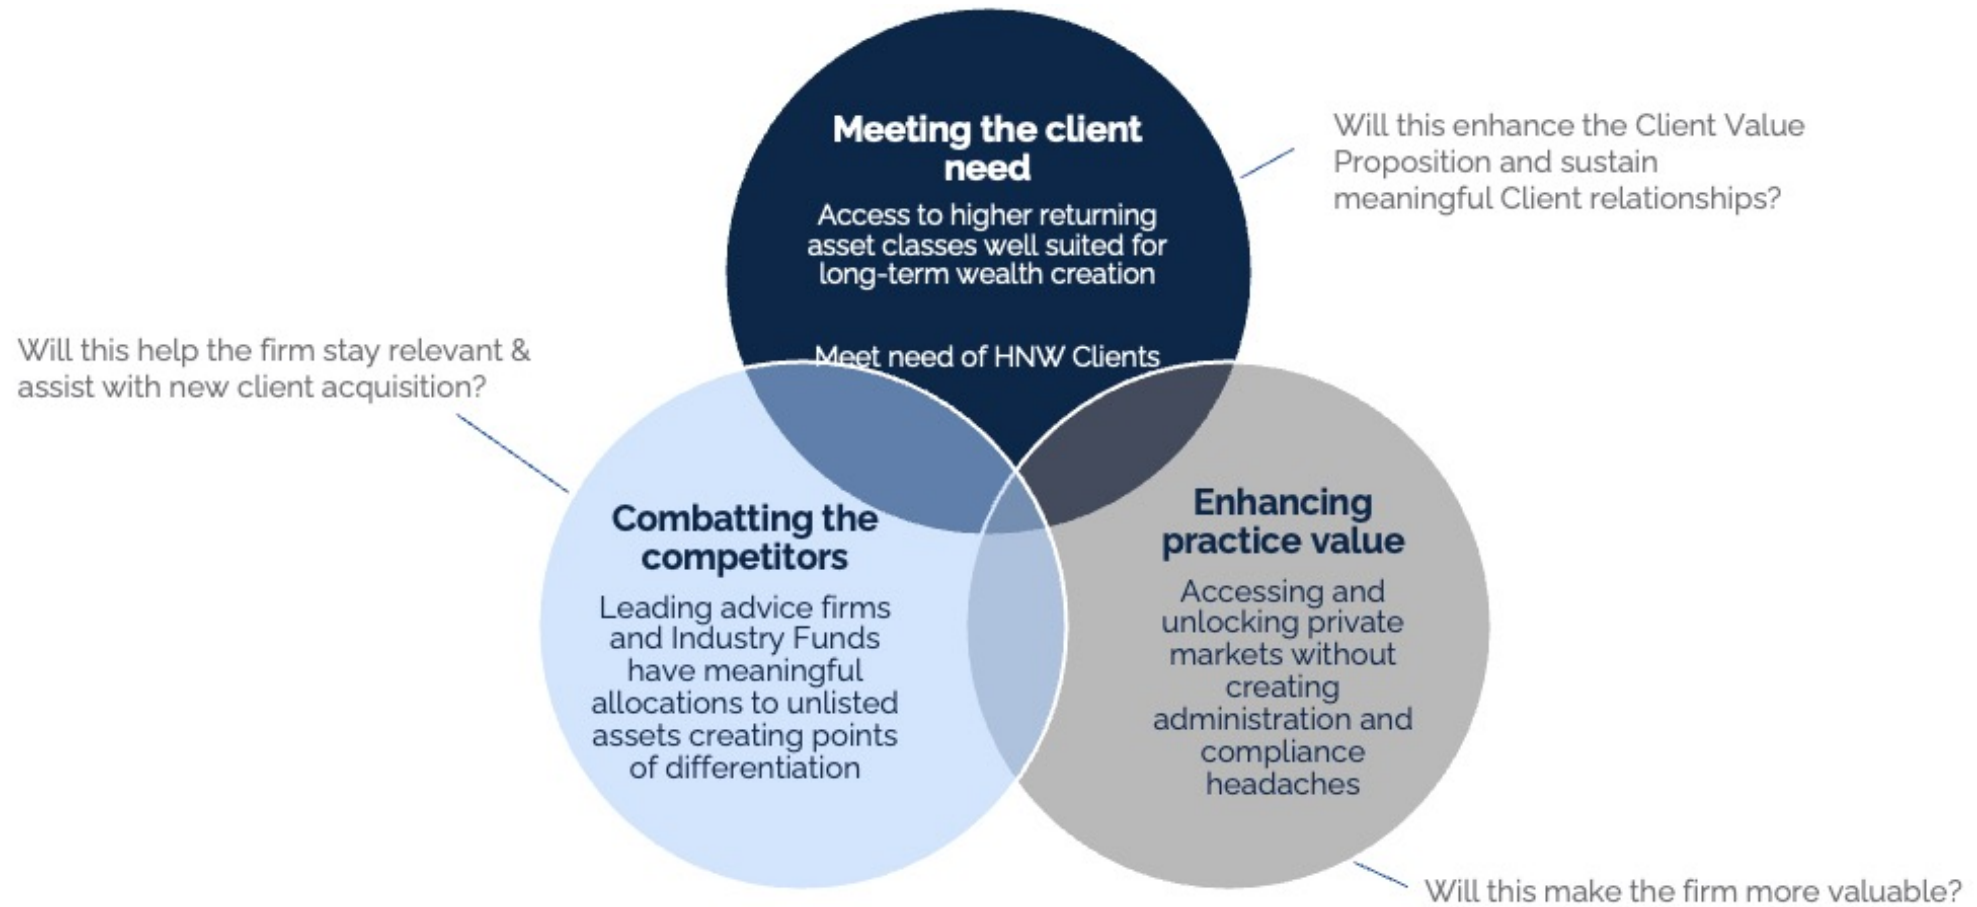 Meeting the client
need
Access to higher returning
asset classes well suited for
long-term wealth creation
Meet need of HNW Clients
Will this enhance the Client Value
Proposition and sustain
meaningful Client relationships?
Will this help the firm stay relevant &
assist with new client acquisition?
Combatting the
competitors
Leading advice firms
and Industry Funds
have meaningful
allocations to unlisted
assets creating points
of differentiation
Enhancing
practice value
Accessing and
unlocking private
markets without
creating
administration and
compliance
headaches
Will this make the firm more valuable?